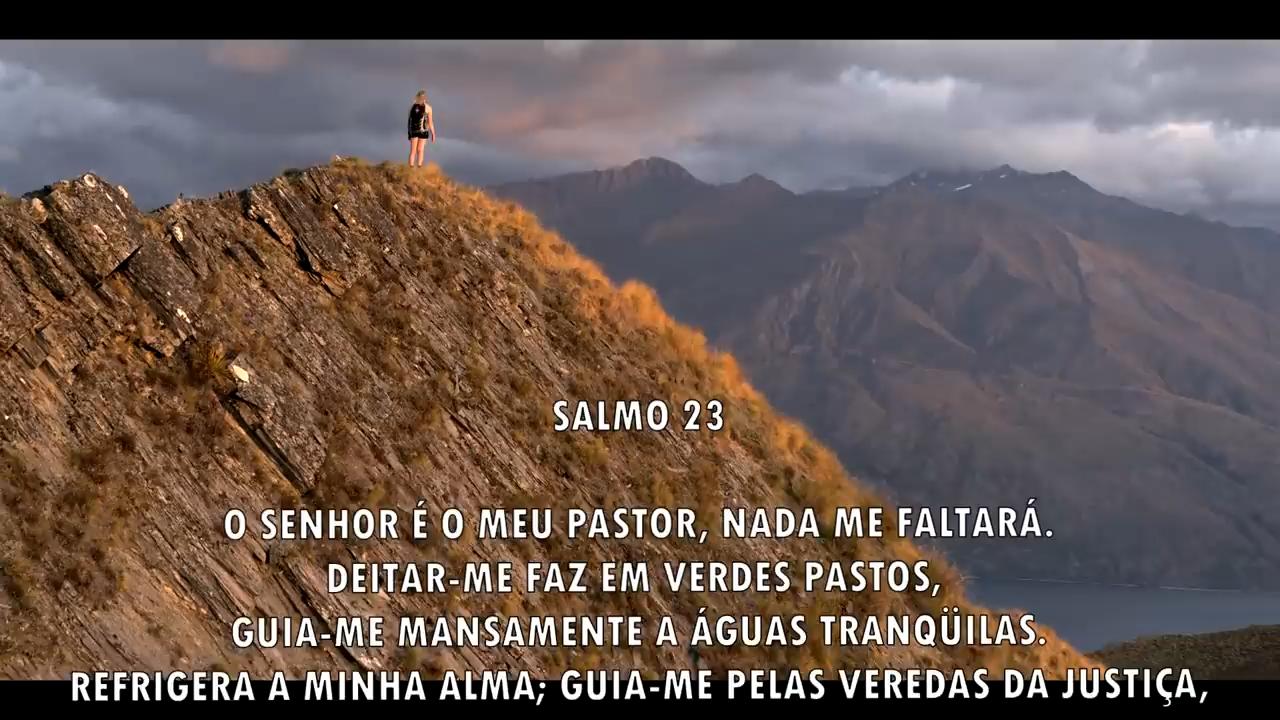 SALMO 23
O SENHOR É O MEU PASTOR, NADA ME FALTARÁ.
DEITAR-ME FAZ EM VERDES PASTOS,
GUIA-ME MANSAMENTE A ÁGUAS TRANQÜILAS.
REFRIGERA A MINHA ALMA; GUIA-ME PELAS VEREDAS DA JUSTIÇA,